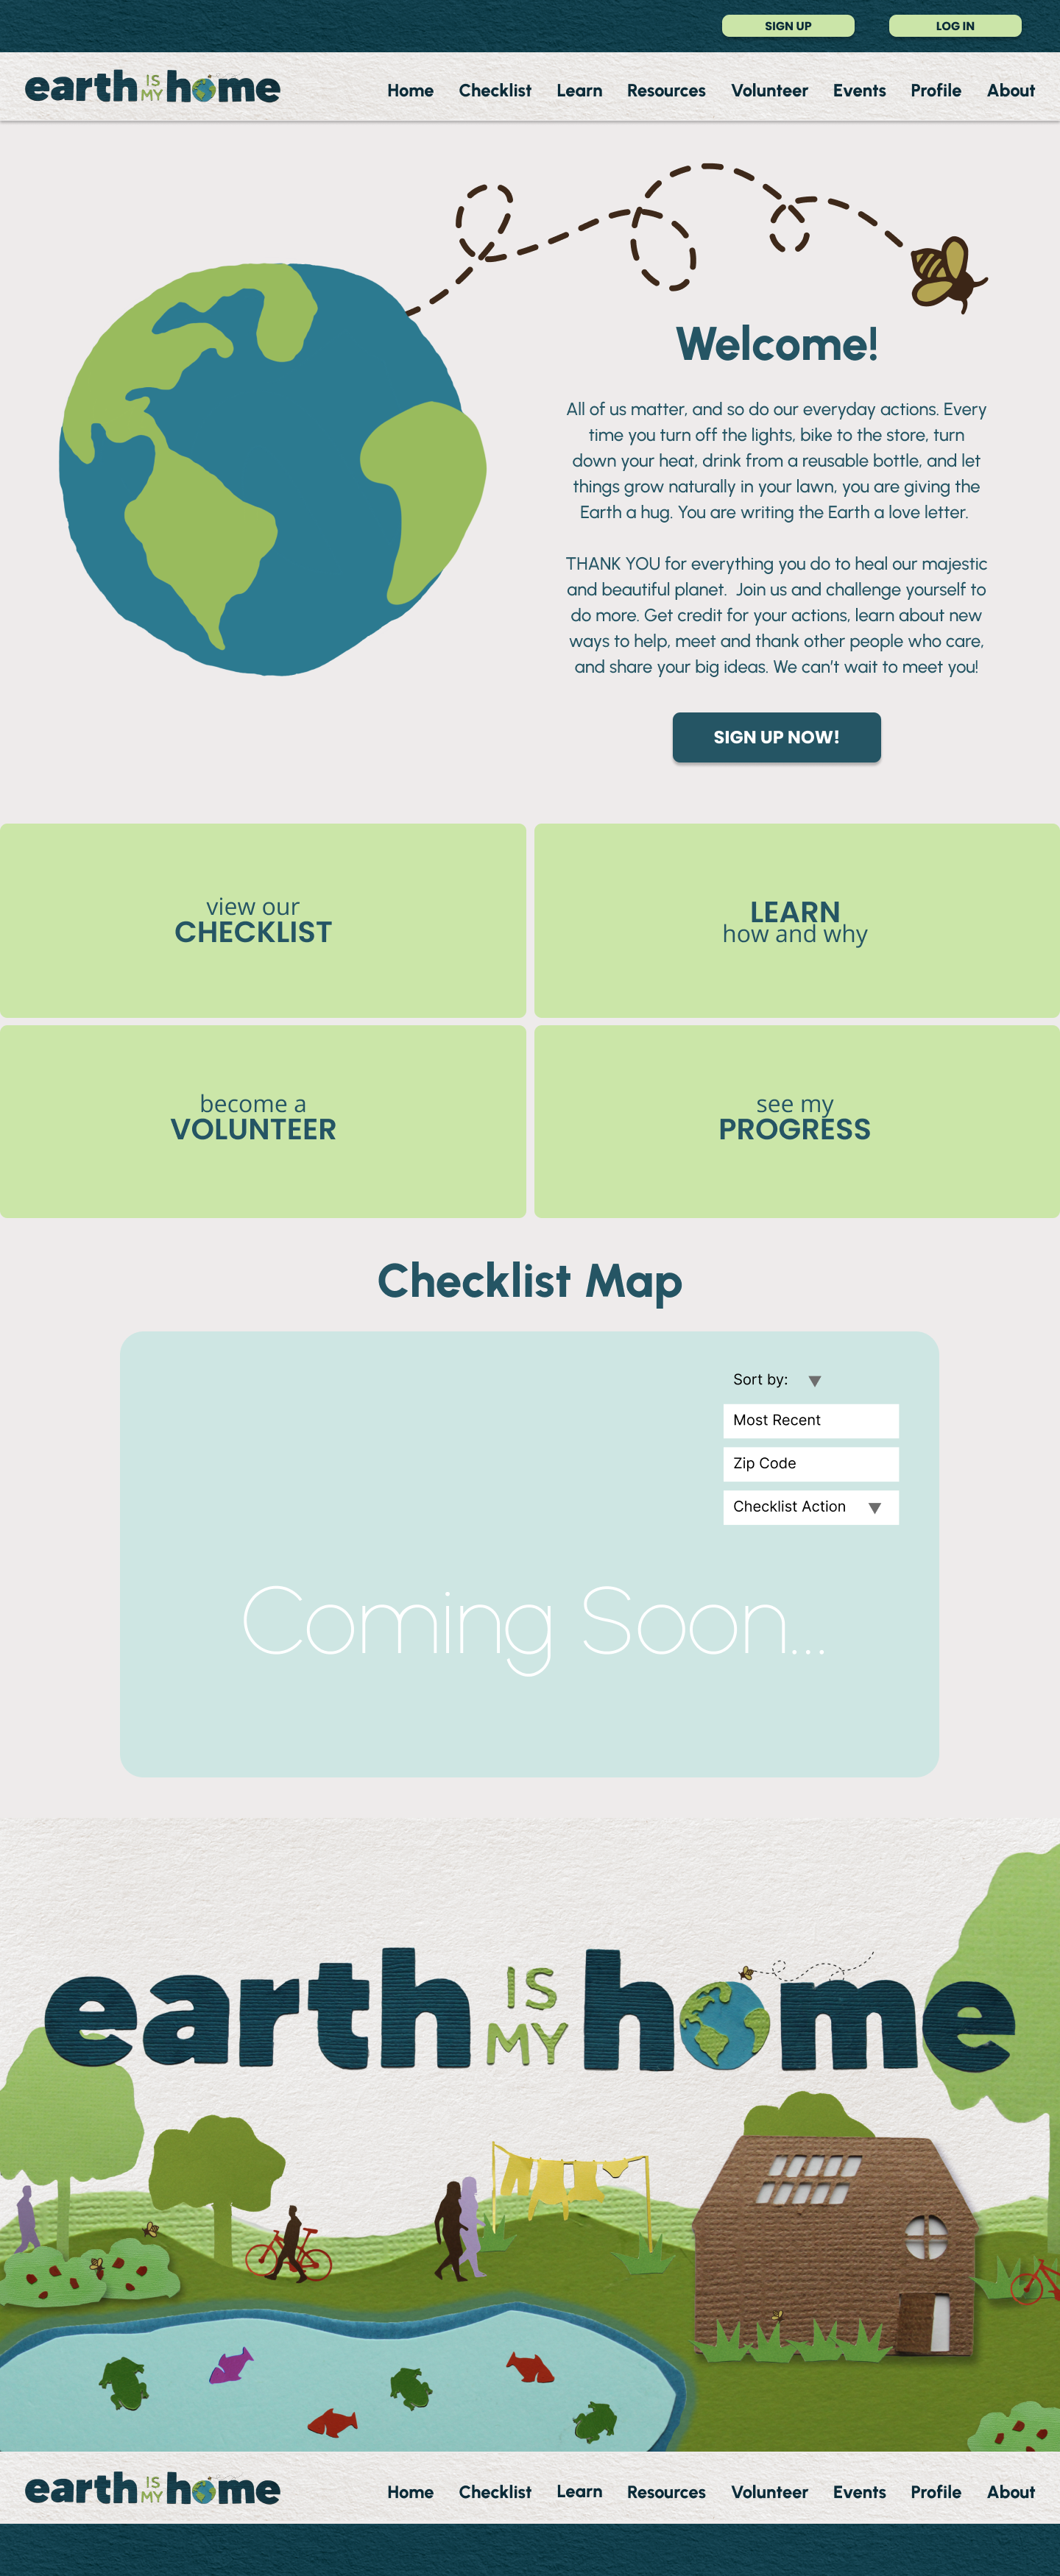 SIGN UP LOG IN
earth IS MY home Home Checklist Learn Resources Volunteer Events Profile About
Welcome!
All of us matter, and so do our everyday actions. Every
time you turn off the lights, bike to the store, turn
down your heat, drink from a reusable bottle, and let
things grow naturally in your lawn, you are giving the
Earth a hug. You are writing the Earth a love letter.
THANK YOU for everything you do to heal our majestic
and beautiful planet. Join us and challenge yourself to
do more. Get credit for your actions, learn about new
ways to help, meet and thank other people who care,
and share your big ideas. We can't wait to meet you!
SIGN UP NOW!
view our
CHECKLIST
LEARN
how and why
become a
VOLUNTEER
see my
PROGRESS
Checklist Map
Sort by:
Most Recent
Zip Code
Checklist Action
Coming Soon...
earth IS MY home
earth IS MY home Home Checklist Learn Resources Volunteer Events Profile About